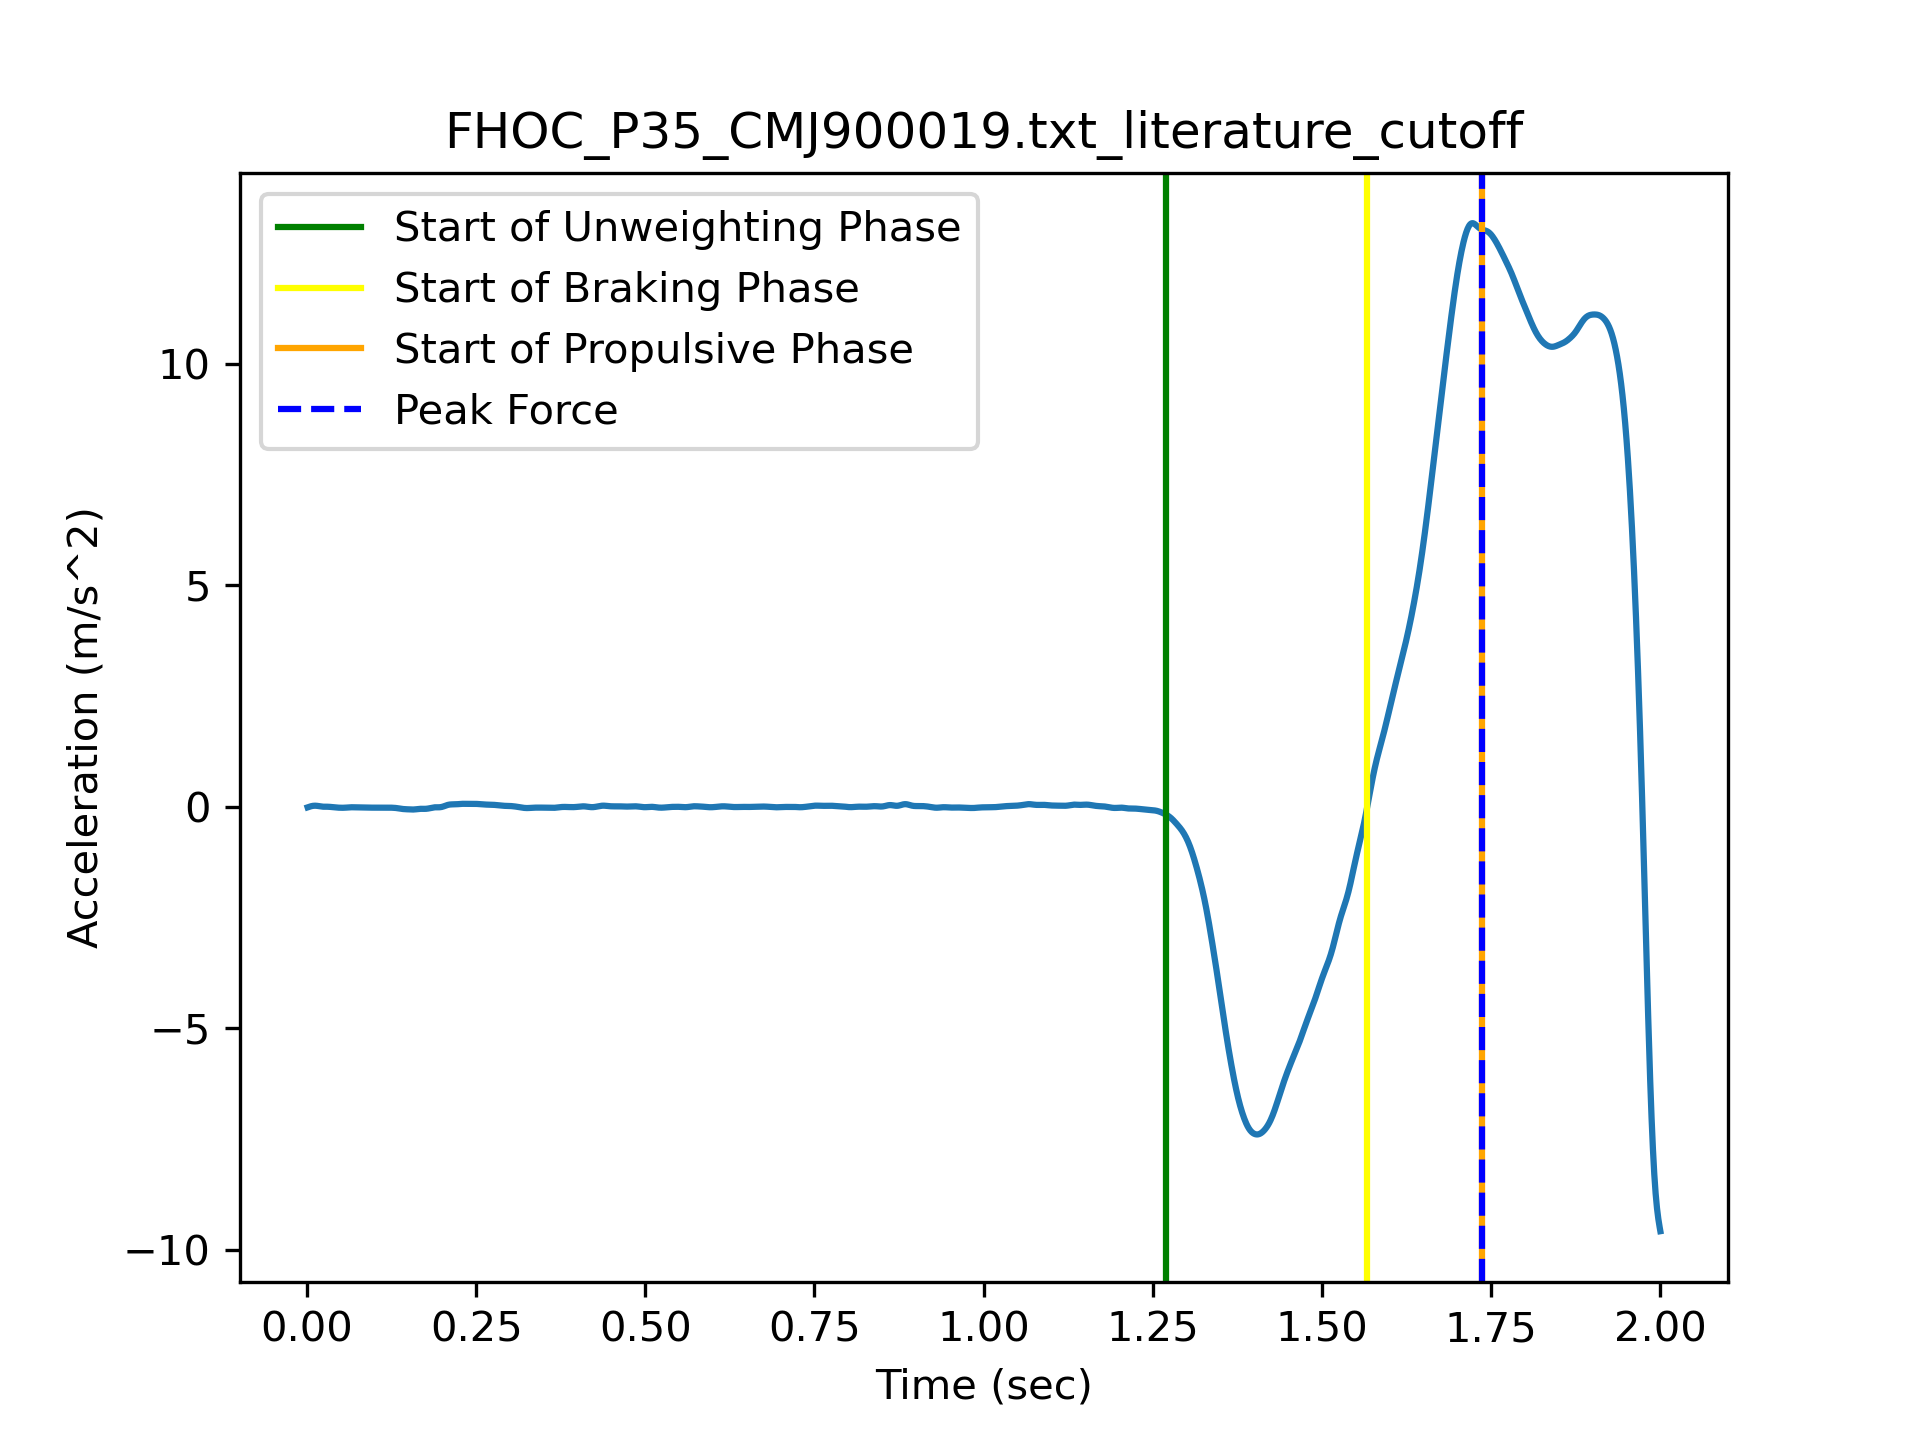 FHOC_P35_CMJ900019.txt_literature_cutoff
Start of Unweighting Phase
Start of Braking Phase
Start of Propulsive Phase
Peak Force
Acceleration (m/s^2)
10
5
0
−5
−10
0.00 0.25 0.50 0.75 1.00 1.25 1.50 1.75 2.00
Time (sec)